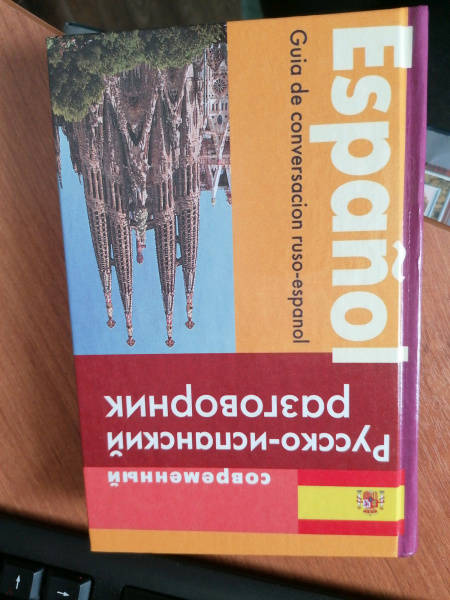 современный
Русско-испанский
разговорник
Español
Guia de conversacion ruso-espanol